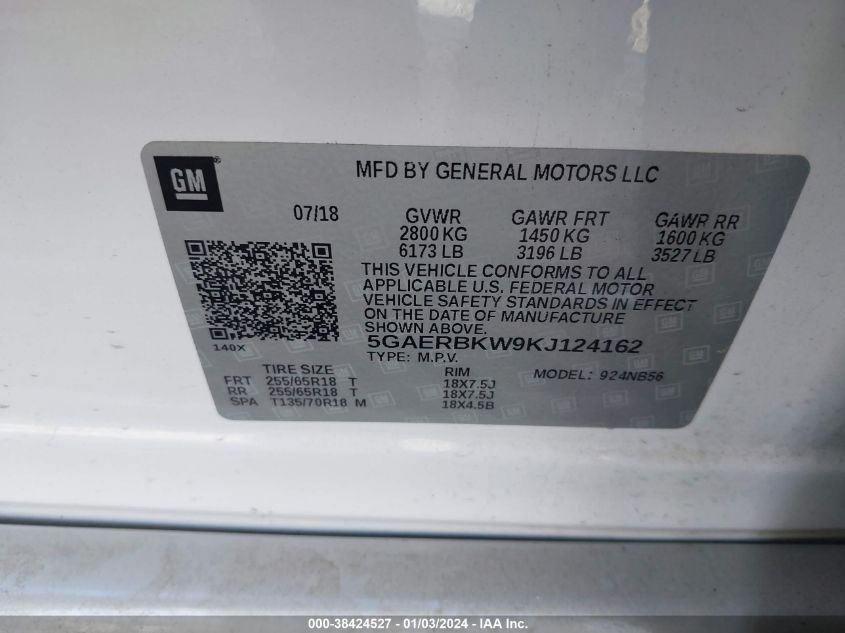 GM®
MFD BY GENERAL MOTORS LLC
07/18 GVWR GAWR FRT GAWR RR
2800 KG 1450 KG 1600 KG
6173 LB 3196 LB 3527 LB
THIS VEHICLE CONFORMS TO ALL
APPLICABLE U.S. FEDERAL MOTOR
VEHICLE SAFETY STANDARDS IN EFFECT
ON THE DATE OF MANUFACTURE
SHOWN ABOVE.
140X
5GAERBKW9KJ124162
TYPE: M.P.V.
TIRE SIZE RIM MODEL: 924NB56
FRT 255/65R18 T 18X7.5J
RR 255/65R18 T 18X7.5J
SPA T135/70R18 M 18X4.5B
000-38424527 - 01/03/2024 - IAA Inc.